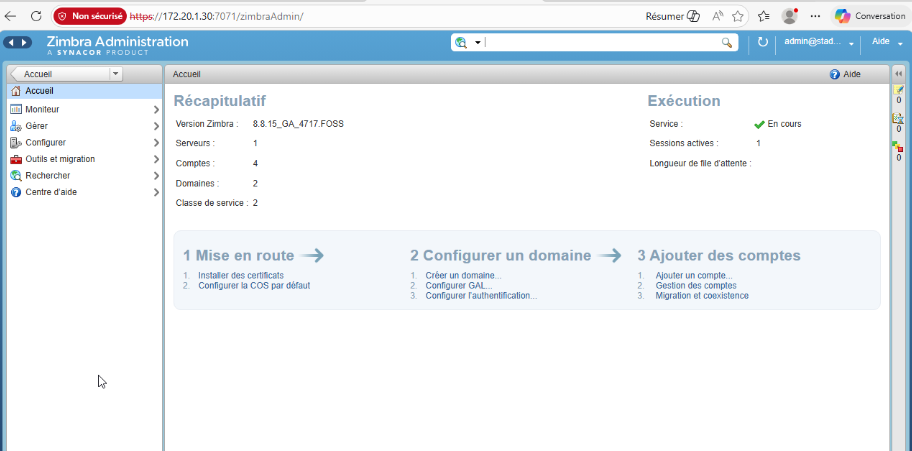 Non sécurisé https://172.20.1.30:7071/zimbraAdmin/ Résumer A» ... Conversation
Zimbra Administration
A SYNACOR PRODUCT
admin@stad... Aide
Accueil
Accueil
Moniteur
Gérer
Configurer
Outils et migration
Rechercher
Centre d'aide
Accueil Aide
Récapitulatif
Version Zimbra : 8.8.15_GA_4717.FOSS
Serveurs : 1
Comptes : 4
Domaines : 2
Classe de service : 2
Exécution
Service : En cours
Sessions actives : 1
Longueur de file d'attente :
1 Mise en route
1. Installer des certificats
2. Configurer la COS par défaut
2 Configurer un domaine
1. Créer un domaine...
2. Configurer GAL...
3. Configurer l'authentification...
3 Ajouter des comptes
1. Ajouter un compte...
2. Gestion des comptes
3. Migration et coexistence
0
0
0